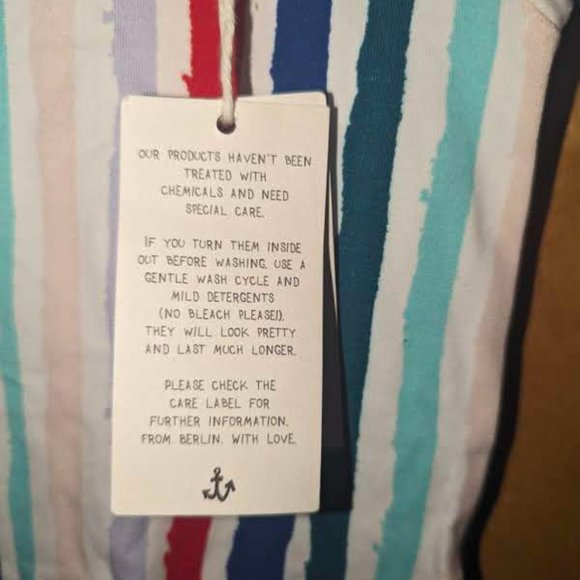 OUR PRODUCTS HAVEN'T BEEN
TREATED WITH
CHEMICALS AND NEED
SPECIAL CARE.
IF YOU TURN THEM INSIDE
OUT BEFORE WASHING, USE A
GENTLE WASH CYCLE AND
MILD DETERGENTS
(NO BLEACH PLEASE!),
THEY WILL LOOK PRETTY
AND LAST MUCH LONGER.
PLEASE CHECK THE
CARE LABEL FOR
FURTHER INFORMATION.
FROM BERLIN, WITH LOVE